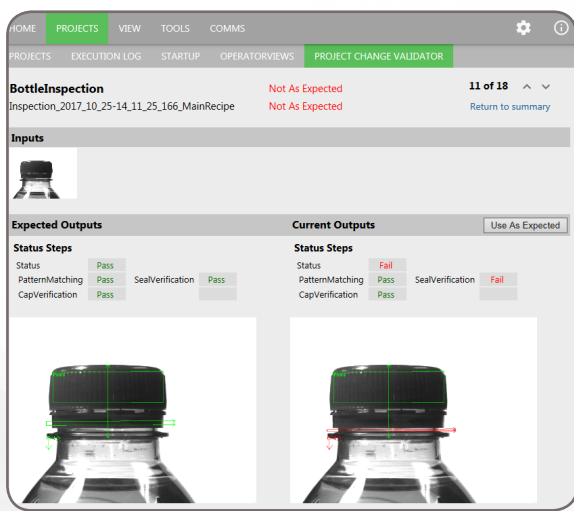 HOME PROJECTS VIEW TOOLS COMMS
PROJECTS EXECUTION LOG STARTUP OPERATORVIEWS PROJECT CHANGE VALIDATOR
BottleInspection Not As Expected 11 of 18
Inspection_2017_10_25-14_11_25_166_MainRecipe Not As Expected Return to summary
Inputs
Expected Outputs Current Outputs Use As Expected
Status Steps Status Steps
Status Pass Status Fail
PatternMatching Pass SealVerification Pass PatternMatching Pass SealVerification Fail
CapVerification Pass CapVerification Pass